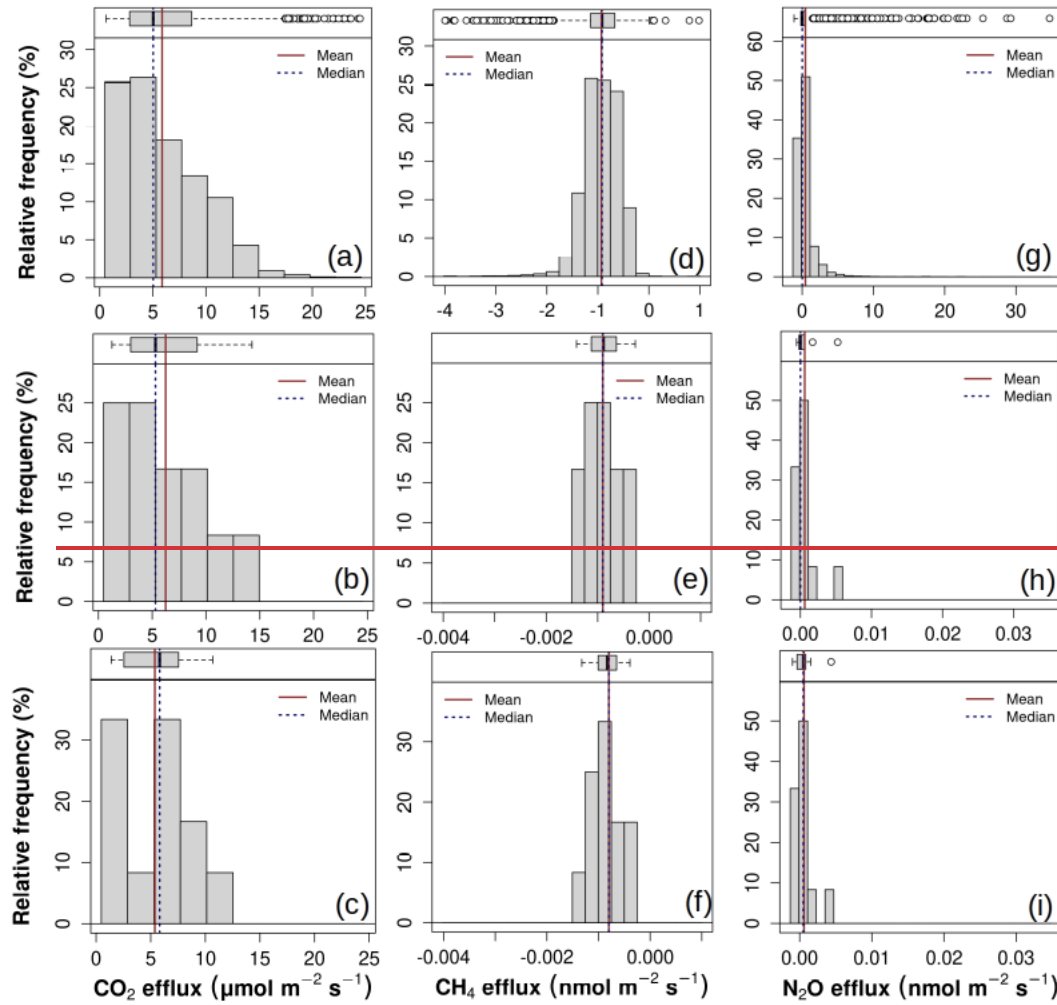 Relative frequency (%)
0 5 10 15 20 25 30
Mean
Median
(a)
0 5 10 15 20 25
0 5 10 15 20 25 30
Mean
Median
(d)
-4 -3 -2 -1 0 1
0 10 20 30 40 50 60
Mean
Median
(g)
0 10 20 30
Relative frequency (%)
0 5 10 15 20 25
Mean
Median
(b)
0 5 10 15 20 25
0 5 10 15 20 25
Mean
Median
(e)
-0.004 -0.002 0.000
0 10 20 30 40 50
Mean
Median
(h)
0.00 0.01 0.02 0.03
Relative frequency (%)
0 10 20 30
Mean
Median
(c)
0 5 10 15 20 25
CO₂ efflux (µmol m⁻² s⁻¹)
0 10 20 30
Mean
Median
(f)
-0.004 -0.002 0.000
CH₄ efflux (nmol m⁻² s⁻¹)
0 10 20 30 40 50
Mean
Median
(i)
0.00 0.01 0.02 0.03
N₂O efflux (nmol m⁻² s⁻¹)